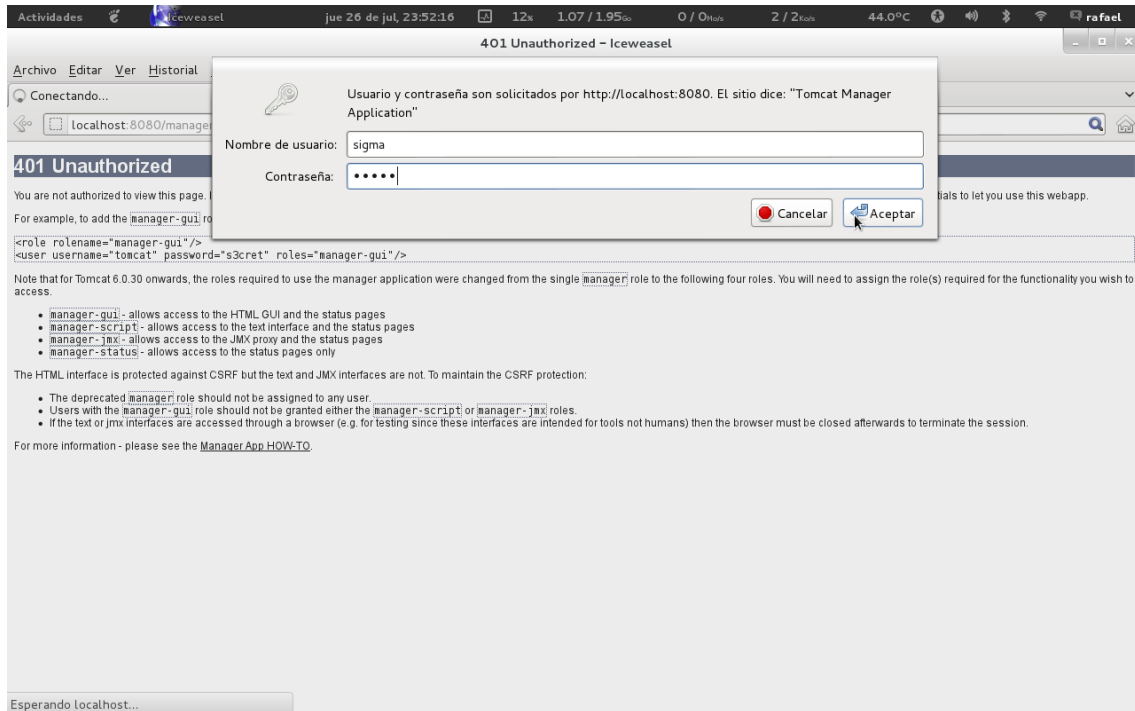 Actividades Iceweasel jue 26 de jul, 23:52:16 12% 1.07 / 1.95Go 0 / 0Mo/s 2 / 2Ko/s 44.0°C rafael
401 Unauthorized - Iceweasel
Archivo Editar Ver Historial
Conectando...
localhost:8080/manager
Usuario y contraseña son solicitados por http://localhost:8080. El sitio dice: "Tomcat Manager
Application"
Nombre de usuario: sigma
Contraseña: •••••
Cancelar Aceptar
401 Unauthorized
You are not authorized to view this page.
tials to let you use this webapp.
For example, to add the manager-gui ro
<role rolename="manager-gui"/>
<user username="tomcat" password="s3cret" roles="manager-gui"/>
Note that for Tomcat 6.0.30 onwards, the roles required to use the manager application were changed from the single manager role to the following four roles. You will need to assign the role(s) required for the functionality you wish to
access.
• manager-gui - allows access to the HTML GUI and the status pages
• manager-script - allows access to the text interface and the status pages
• manager-jmx - allows access to the JMX proxy and the status pages
• manager-status - allows access to the status pages only
The HTML interface is protected against CSRF but the text and JMX interfaces are not. To maintain the CSRF protection:
• The deprecated manager role should not be assigned to any user.
• Users with the manager-gui role should not be granted either the manager-script or manager-jmx roles.
• If the text or jmx interfaces are accessed through a browser (e.g. for testing since these interfaces are intended for tools not humans) then the browser must be closed afterwards to terminate the session.
For more information - please see the Manager App HOW-TO.
Esperando localhost...